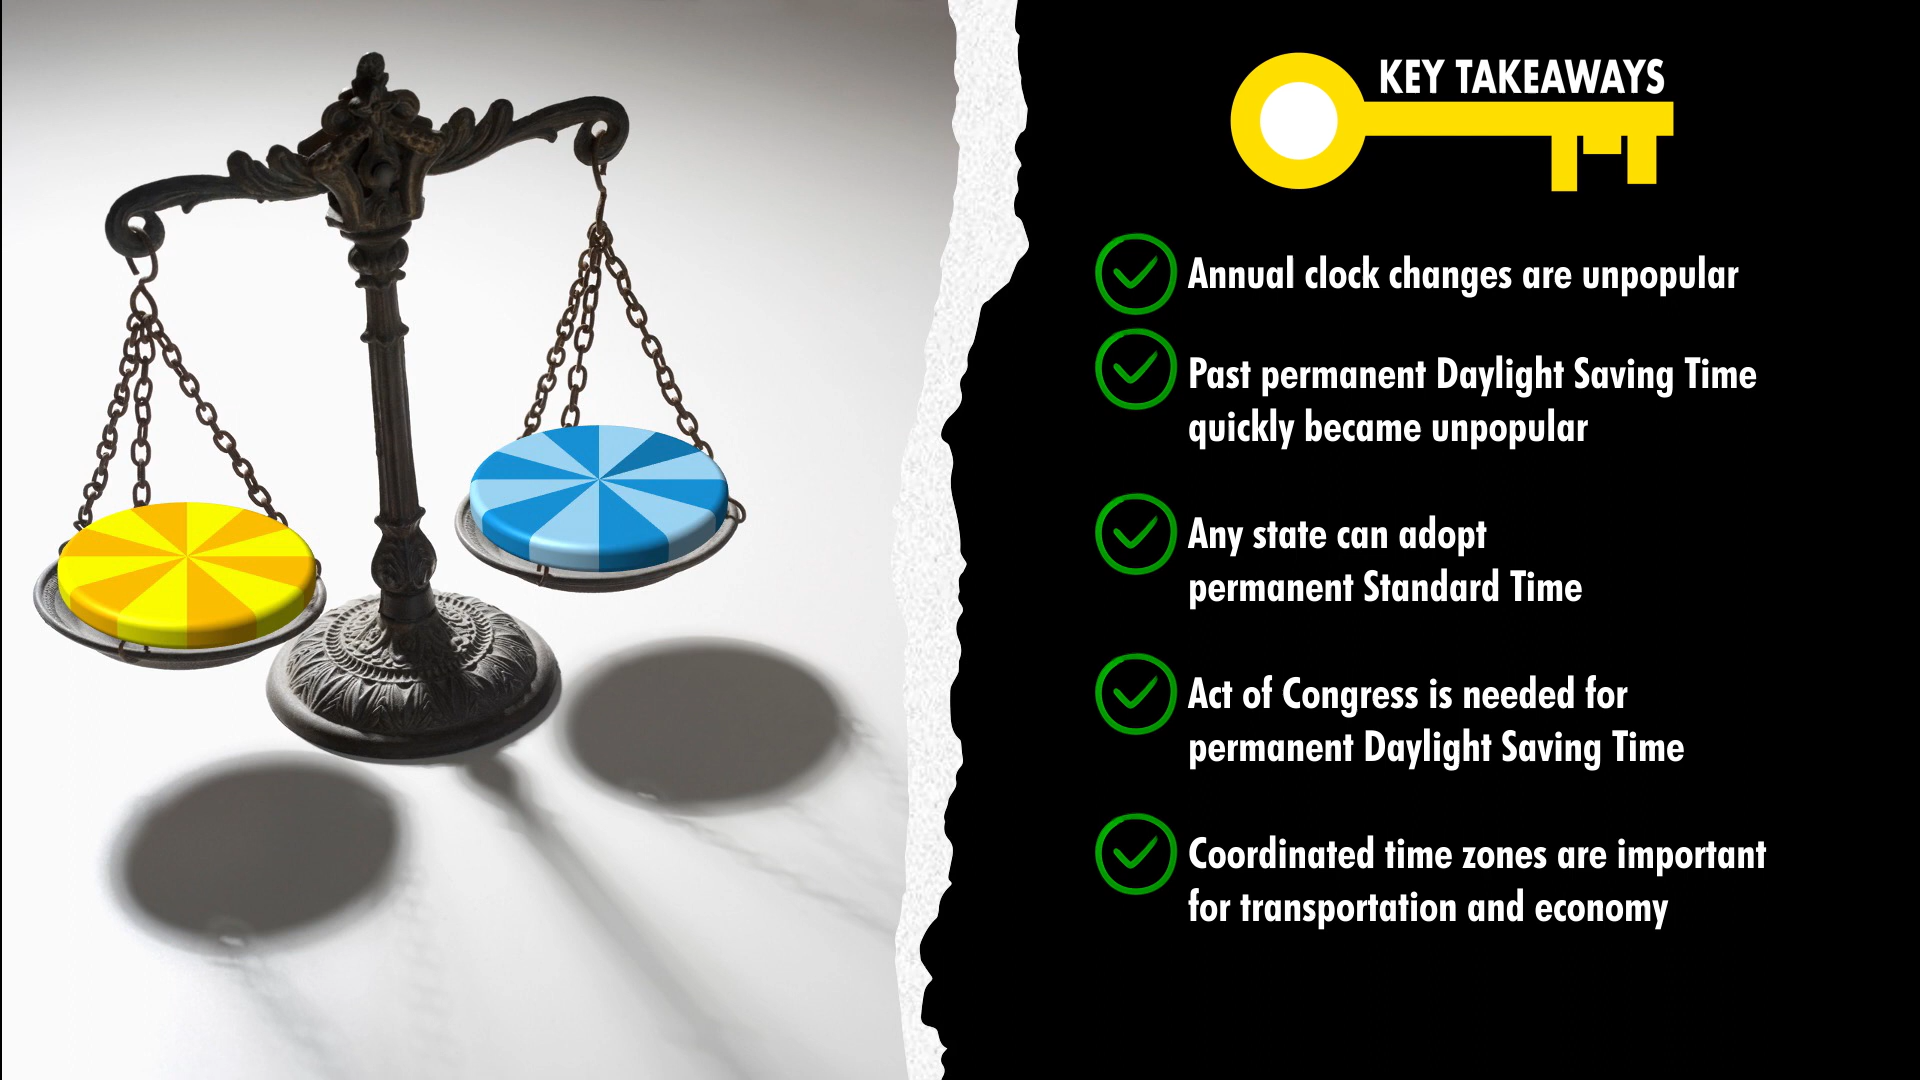 KEY TAKEAWAYS
Annual clock changes are unpopular
Past permanent Daylight Saving Time
quickly became unpopular
Any state can adopt
permanent Standard Time
Act of Congress is needed for
permanent Daylight Saving Time
Coordinated time zones are important
for transportation and economy